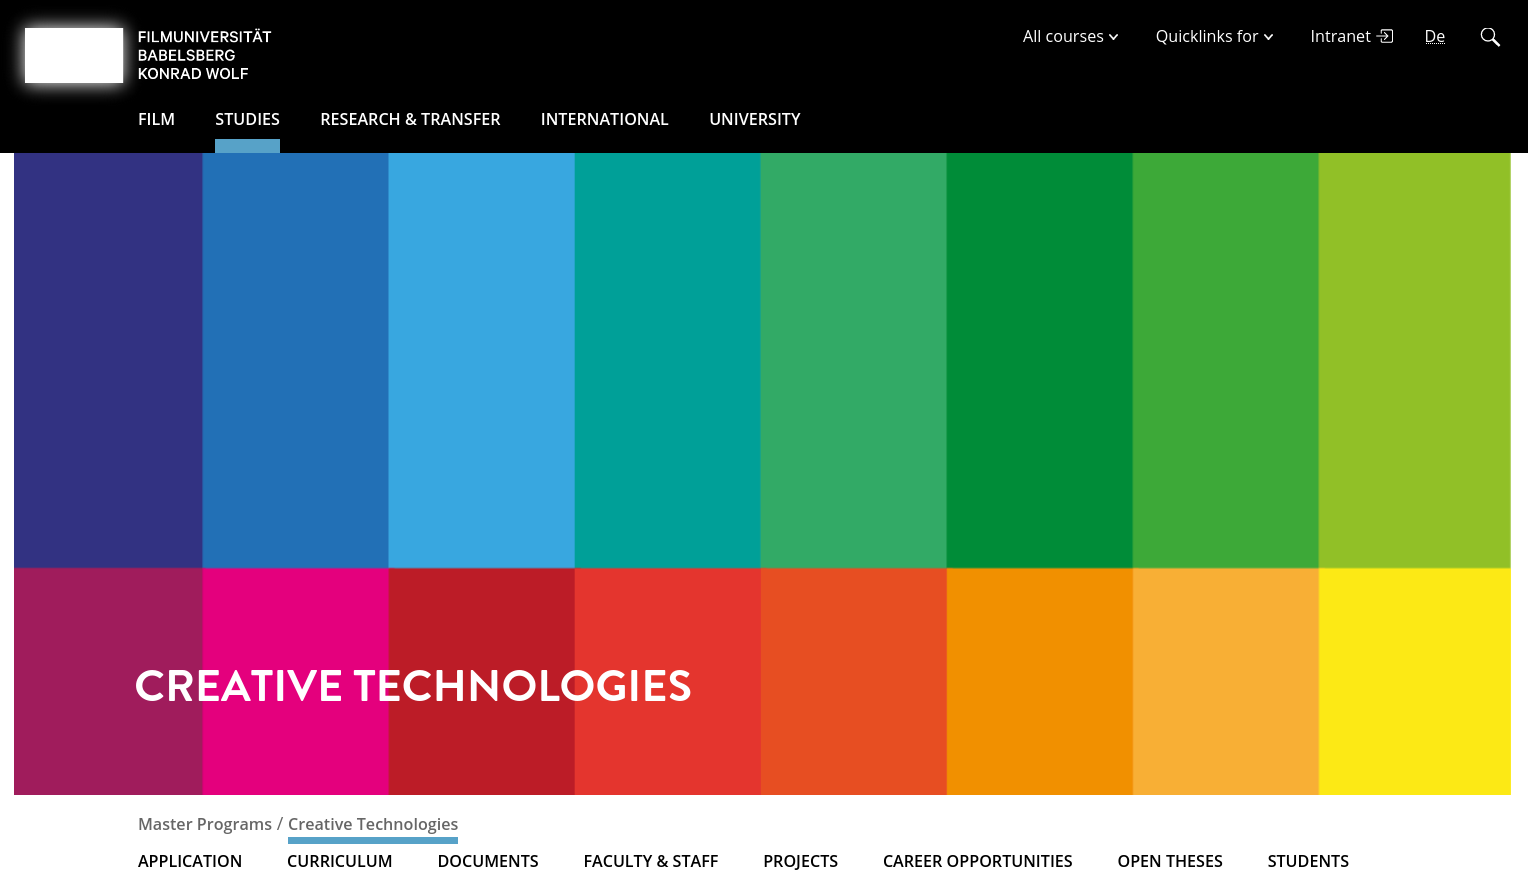 FILMUNIVERSITÄT
BABELSBERG
KONRAD WOLF
All courses Quicklinks for Intranet De
FILM STUDIES RESEARCH & TRANSFER INTERNATIONAL UNIVERSITY
CREATIVE TECHNOLOGIES
Master Programs / Creative Technologies
APPLICATION CURRICULUM DOCUMENTS FACULTY & STAFF PROJECTS CAREER OPPORTUNITIES OPEN THESES STUDENTS